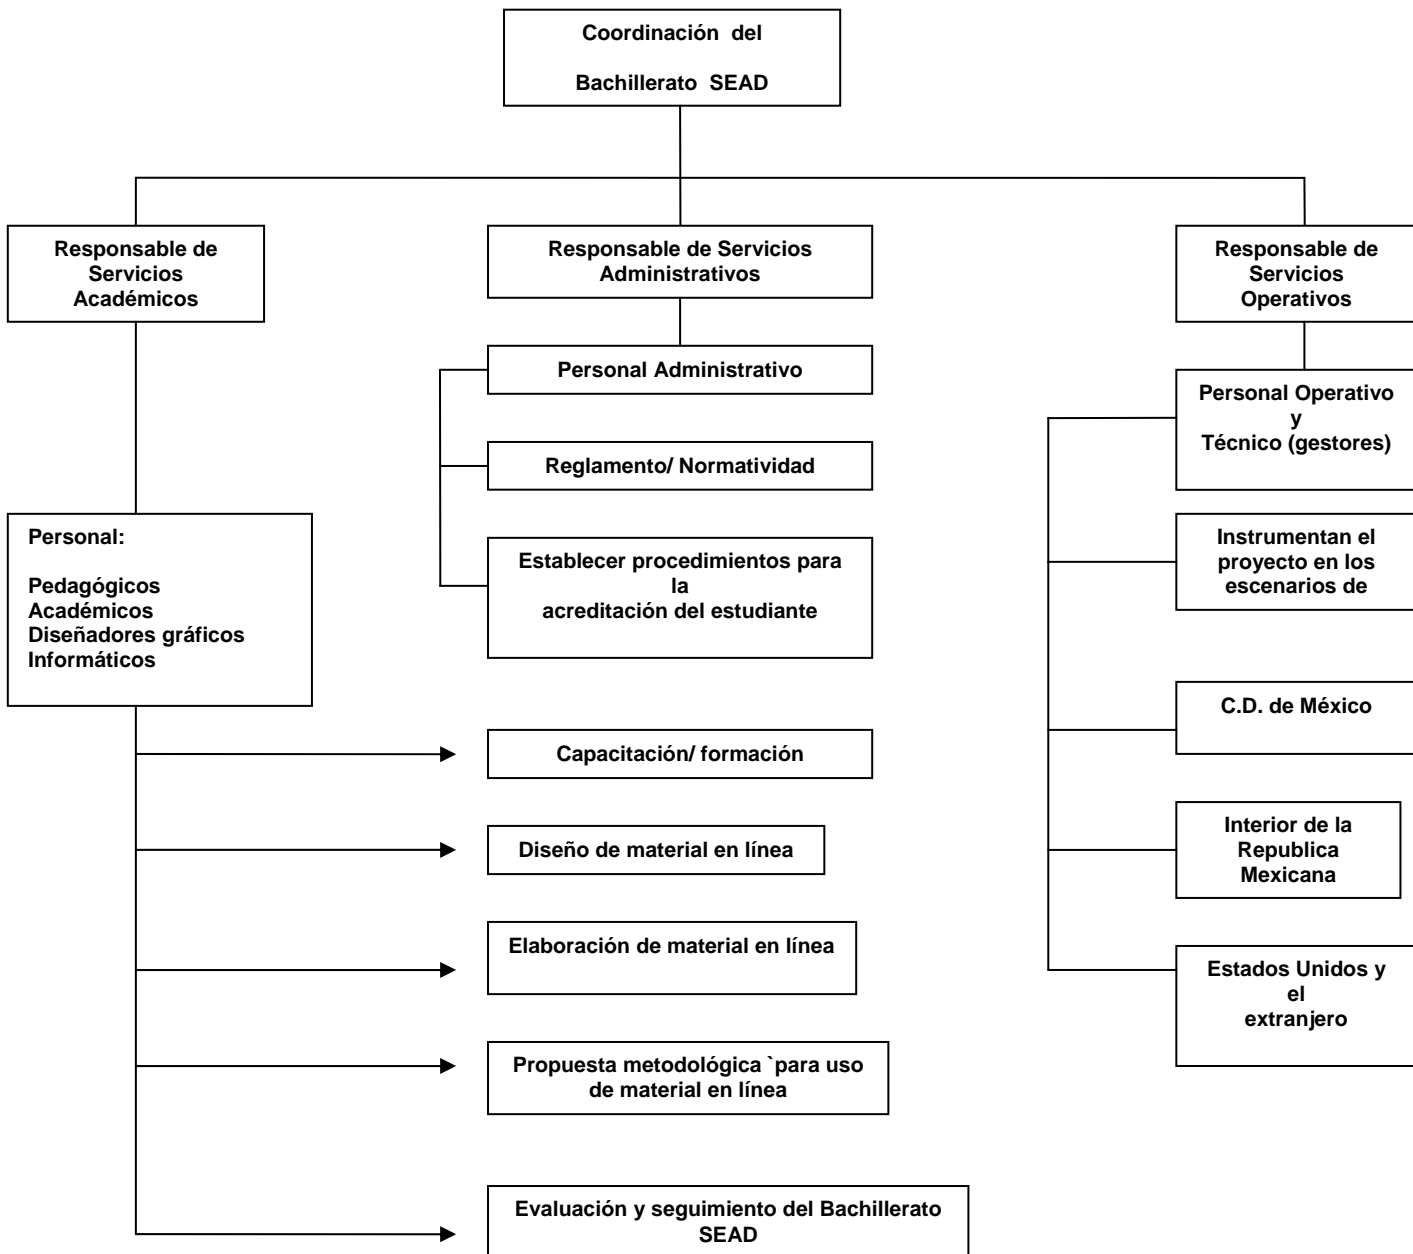 Coordinación del
Bachillerato SEAD
Responsable de
Servicios
Académicos
Responsable de Servicios
Administrativos
Responsable de
Servicios
Operativos
Personal Administrativo
Reglamento/ Normatividad
Establecer procedimientos para
la
acreditación del estudiante
Personal Operativo
y
Técnico (gestores)
Instrumentan el
proyecto en los
escenarios de
C.D. de México
Interior de la
Republica
Mexicana
Estados Unidos y
el
extranjero
Personal:
Pedagógicos
Académicos
Diseñadores gráficos
Informáticos
Capacitación/ formación
Diseño de material en línea
Elaboración de material en línea
Propuesta metodológica `para uso
de material en línea
Evaluación y seguimiento del Bachillerato
SEAD